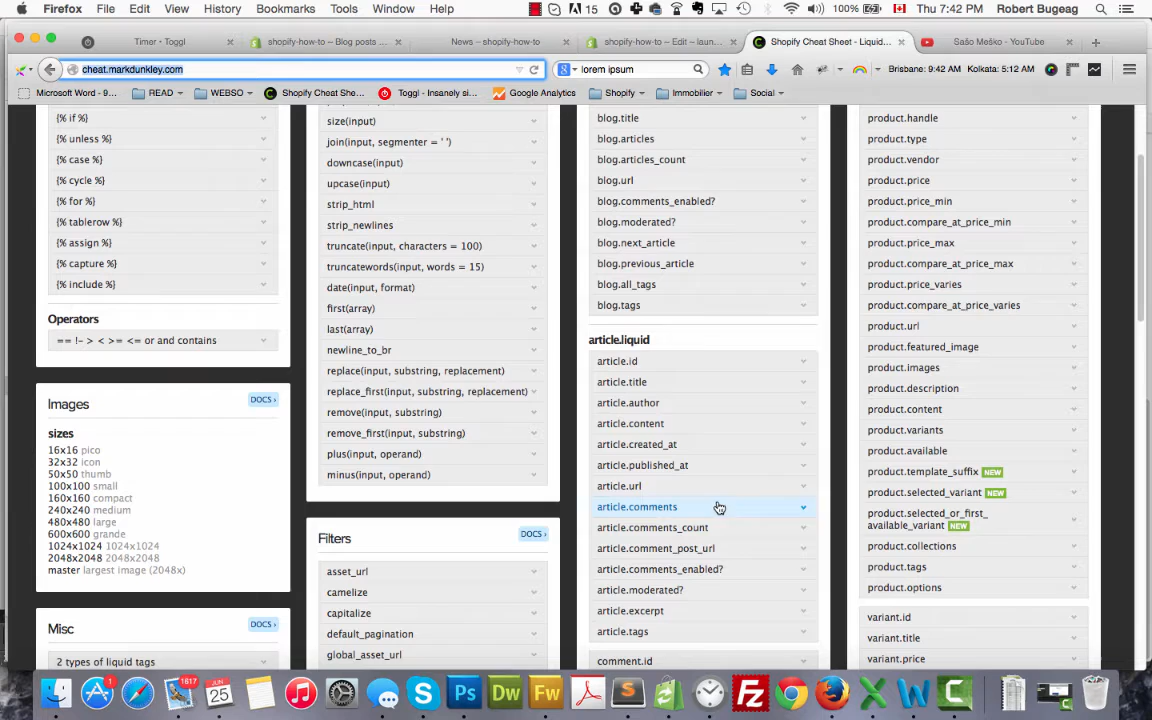 Firefox File Edit View History Bookmarks Tools Window Help 15 100% Thu 7:42 PM Robert Bugeag
Timer • Toggl shopify-how-to ~ Blog posts ... News – shopify-how-to shopify-how-to ~ Edit ~ laun... Shopify Cheat Sheet - Liquid... Sašo Meško - YouTube
cheat.markdunkley.com lorem ipsum Brisbane: 9:42 AM Kolkata: 5:12 AM
Microsoft Word - 9... READ WEBSO Shopify Cheat She... Toggl - Insanely si... Google Analytics Shopify Immobilier Social
{% if %}
{% unless %}
{% case %}
{% cycle %}
{% for %}
{% tablerow %}
{% assign %}
{% capture %}
{% include %}
Operators
== != > < >= <= or and contains
Images DOCS ›
sizes
16x16 pico
32x32 icon
50x50 thumb
100x100 small
160x160 compact
240x240 medium
480x480 large
600x600 grande
1024x1024 1024x1024
2048x2048 2048x2048
master largest image (2048x)
Misc DOCS ›
2 types of liquid tags
size(input)
join(input, segmenter = ' ')
downcase(input)
upcase(input)
strip_html
strip_newlines
truncate(input, characters = 100)
truncatewords(input, words = 15)
date(input, format)
first(array)
last(array)
newline_to_br
replace(input, substring, replacement)
replace_first(input, substring, replacement)
remove(input, substring)
remove_first(input, substring)
plus(input, operand)
minus(input, operand)
Filters DOCS ›
asset_url
camelize
capitalize
default_pagination
global_asset_url
blog.title
blog.articles
blog.articles_count
blog.url
blog.comments_enabled?
blog.moderated?
blog.next_article
blog.previous_article
blog.all_tags
blog.tags
article.liquid
article.id
article.title
article.author
article.content
article.created_at
article.published_at
article.url
article.comments
article.comments_count
article.comment_post_url
article.comments_enabled?
article.moderated?
article.excerpt
article.tags
comment.id
product.handle
product.type
product.vendor
product.price
product.price_min
product.compare_at_price_min
product.price_max
product.compare_at_price_max
product.price_varies
product.compare_at_price_varies
product.url
product.featured_image
product.images
product.description
product.content
product.variants
product.available
product.template_suffix NEW
product.selected_variant NEW
product.selected_or_first_
available_variant NEW
product.collections
product.tags
product.options
variant.id
variant.title
variant.price
1 1617 JUN 25 Ps Dw Fw Fz